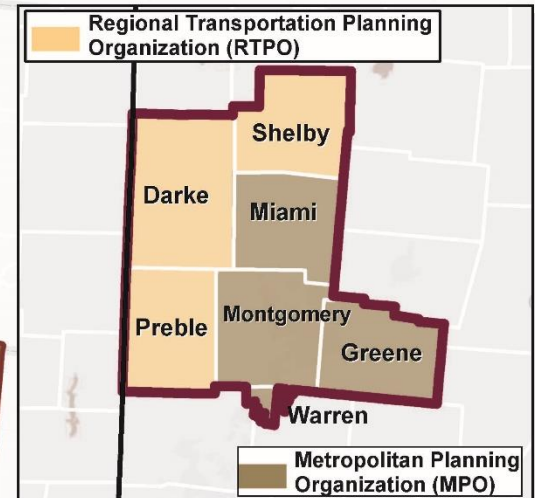 Regional Transportation Planning
Organization (RTPO)
Shelby
Darke
Miami
Preble
Montgomery
Greene
Warren
Metropolitan Planning
Organization (MPO)